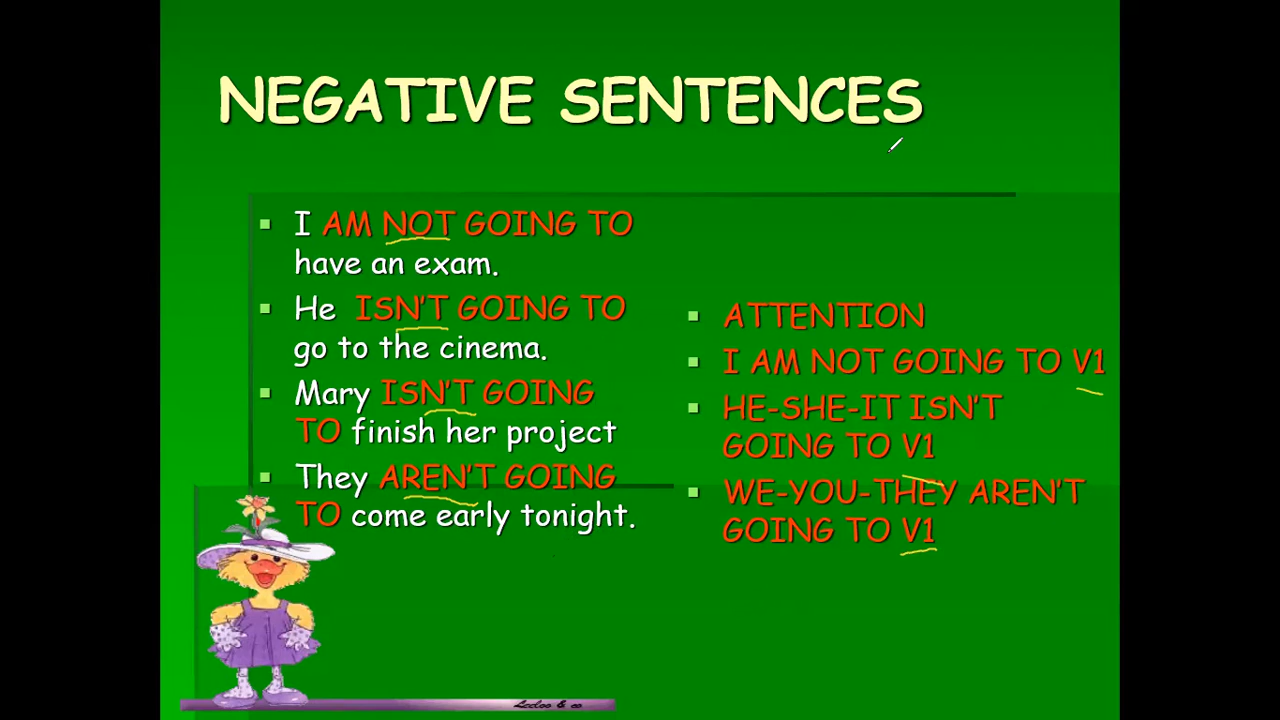 NEGATIVE SENTENCES
I AM NOT GOING TO
have an exam.
He ISN'T GOING TO
go to the cinema.
Mary ISN'T GOING
TO finish her project
They AREN'T GOING
TO come early tonight.
ATTENTION
I AM NOT GOING TO V1
HE-SHE-IT ISN'T
GOING TO V1
WE-YOU-THEY AREN'T
GOING TO V1